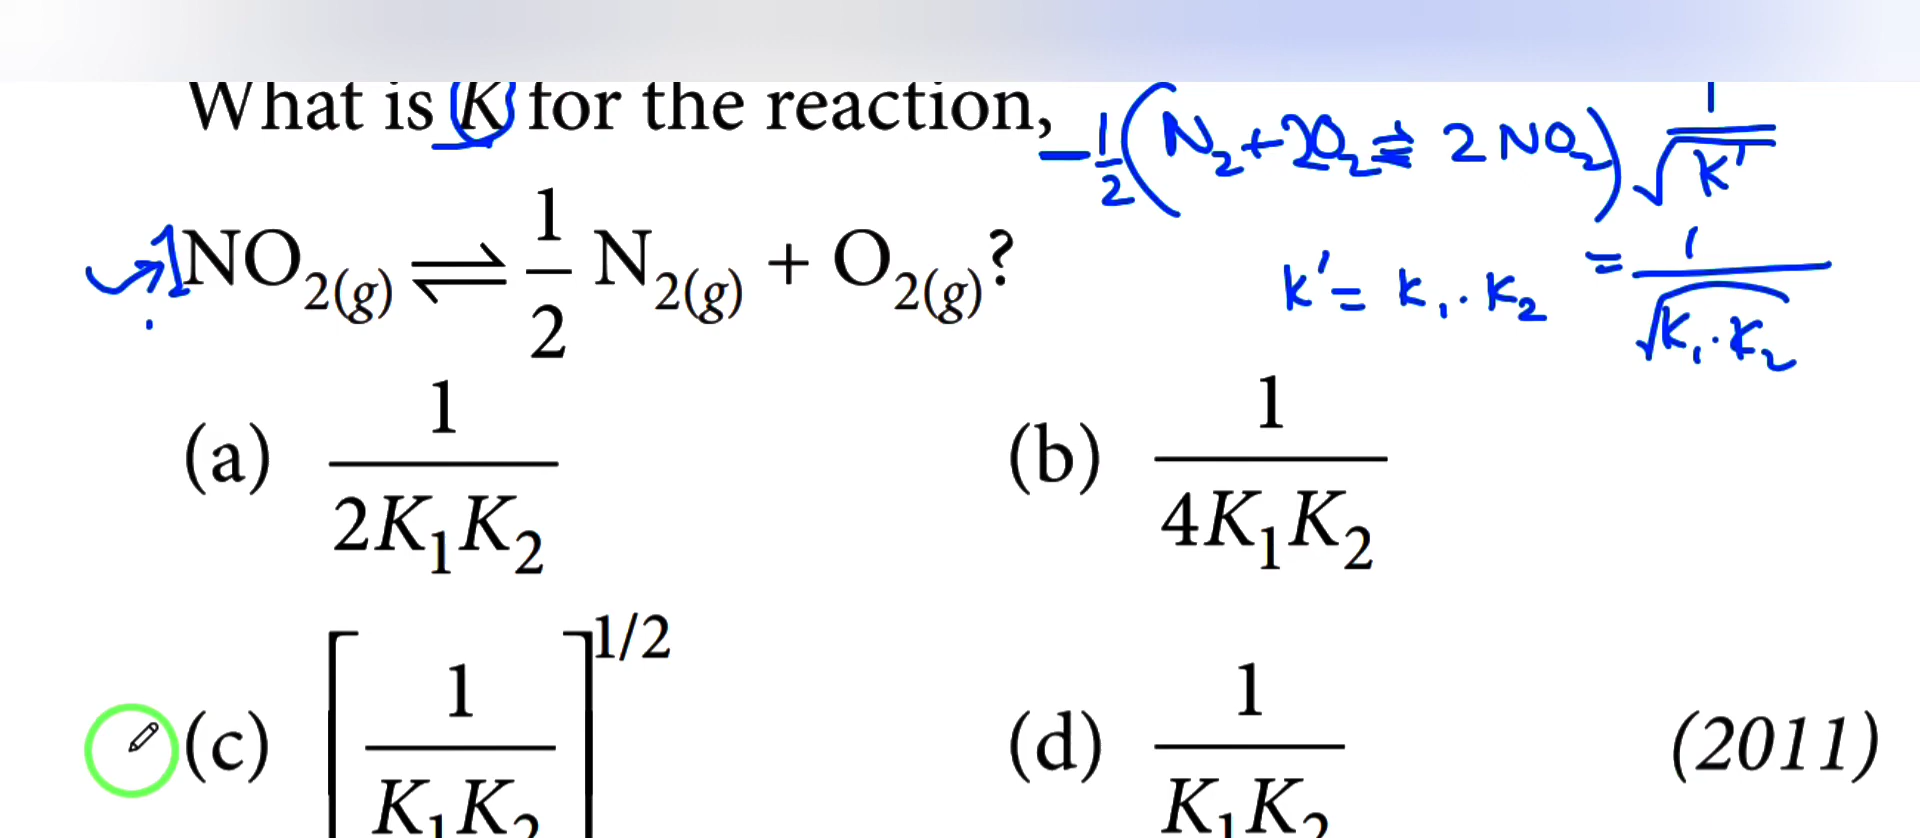 What is K for the reaction,
-1/2 (N₂ + 2O₂ ⇌ 2NO₂) 1/√K'
1NO₂(g) ⇌ 1/2 N₂(g) + O₂(g)?
K' = K₁ . K₂ = 1/√K₁ . K₂
(a) 1/2K₁K₂ (b) 1/4K₁K₂
(c) [1/K₁K₂]^1/2 (d) 1/K₁K₂ (2011)